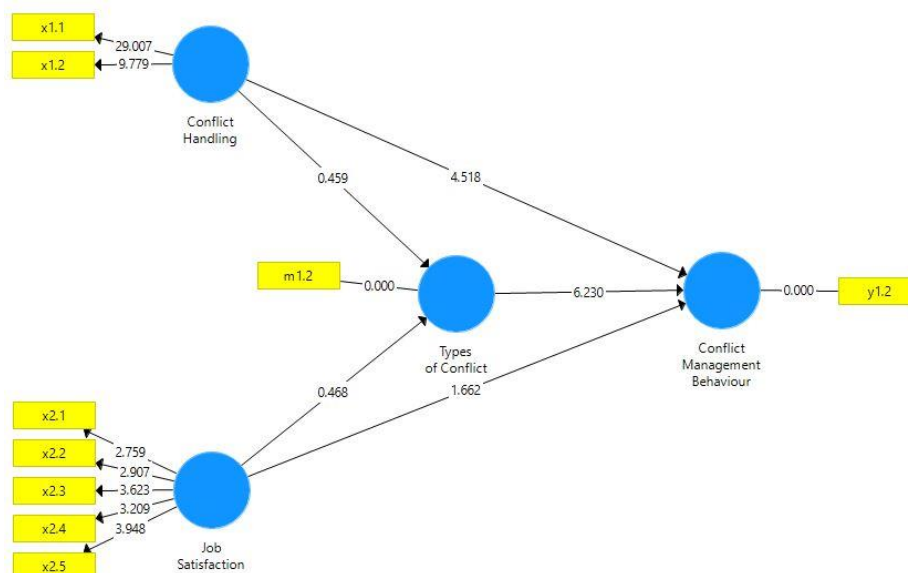 x1.1
29.007
x1.2
9.779
Conflict
Handling
0.459
4.518
m1.2
0.000
6.230
0.000
y1.2
Types
of Conflict
Conflict
Management
Behaviour
0.468
1.662
x2.1
2.759
x2.2
2.907
x2.3
3.623
x2.4
3.209
x2.5
3.948
Job
Satisfaction